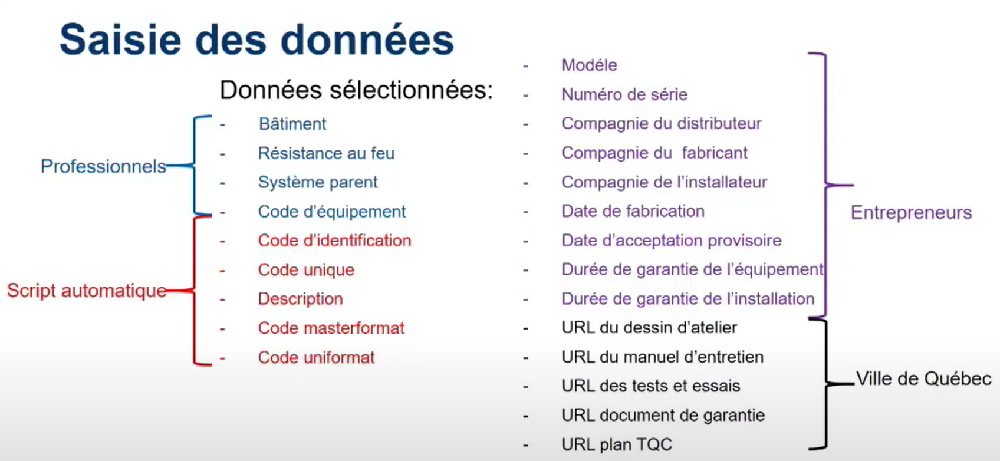 Saisie des données
Données sélectionnées:
Professionnels
- Bâtiment
- Résistance au feu
- Système parent
- Code d'équipement
Script automatique
- Code d'identification
- Code unique
- Description
- Code masterformat
- Code uniformat
- Modéle
- Numéro de série
- Compagnie du distributeur
- Compagnie du fabricant
- Compagnie de l'installateur
- Date de fabrication
- Date d'acceptation provisoire
- Durée de garantie de l'équipement
- Durée de garantie de l'installation
Entrepreneurs
- URL du dessin d'atelier
- URL du manuel d'entretien
- URL des tests et essais
- URL document de garantie
- URL plan TQC
Ville de Québec